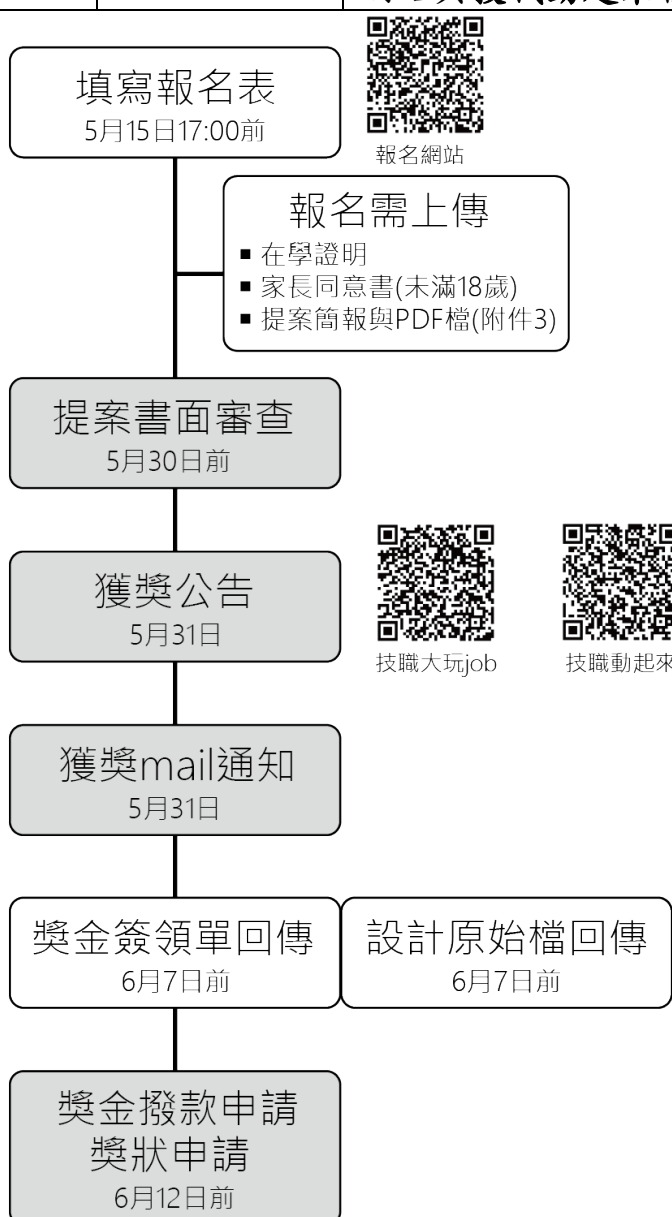 填寫報名表
5月15日17:00前
報名網站
報名需上傳
▪ 在學證明
▪ 家長同意書(未滿18歲)
▪ 提案簡報與PDF檔(附件3)
提案書面審查
5月30日前
獲獎公告
5月31日
技職大玩job
技職動起來
獲獎mail通知
5月31日
獎金簽領單回傳
6月7日前
設計原始檔回傳
6月7日前
獎金撥款申請
獎狀申請
6月12日前